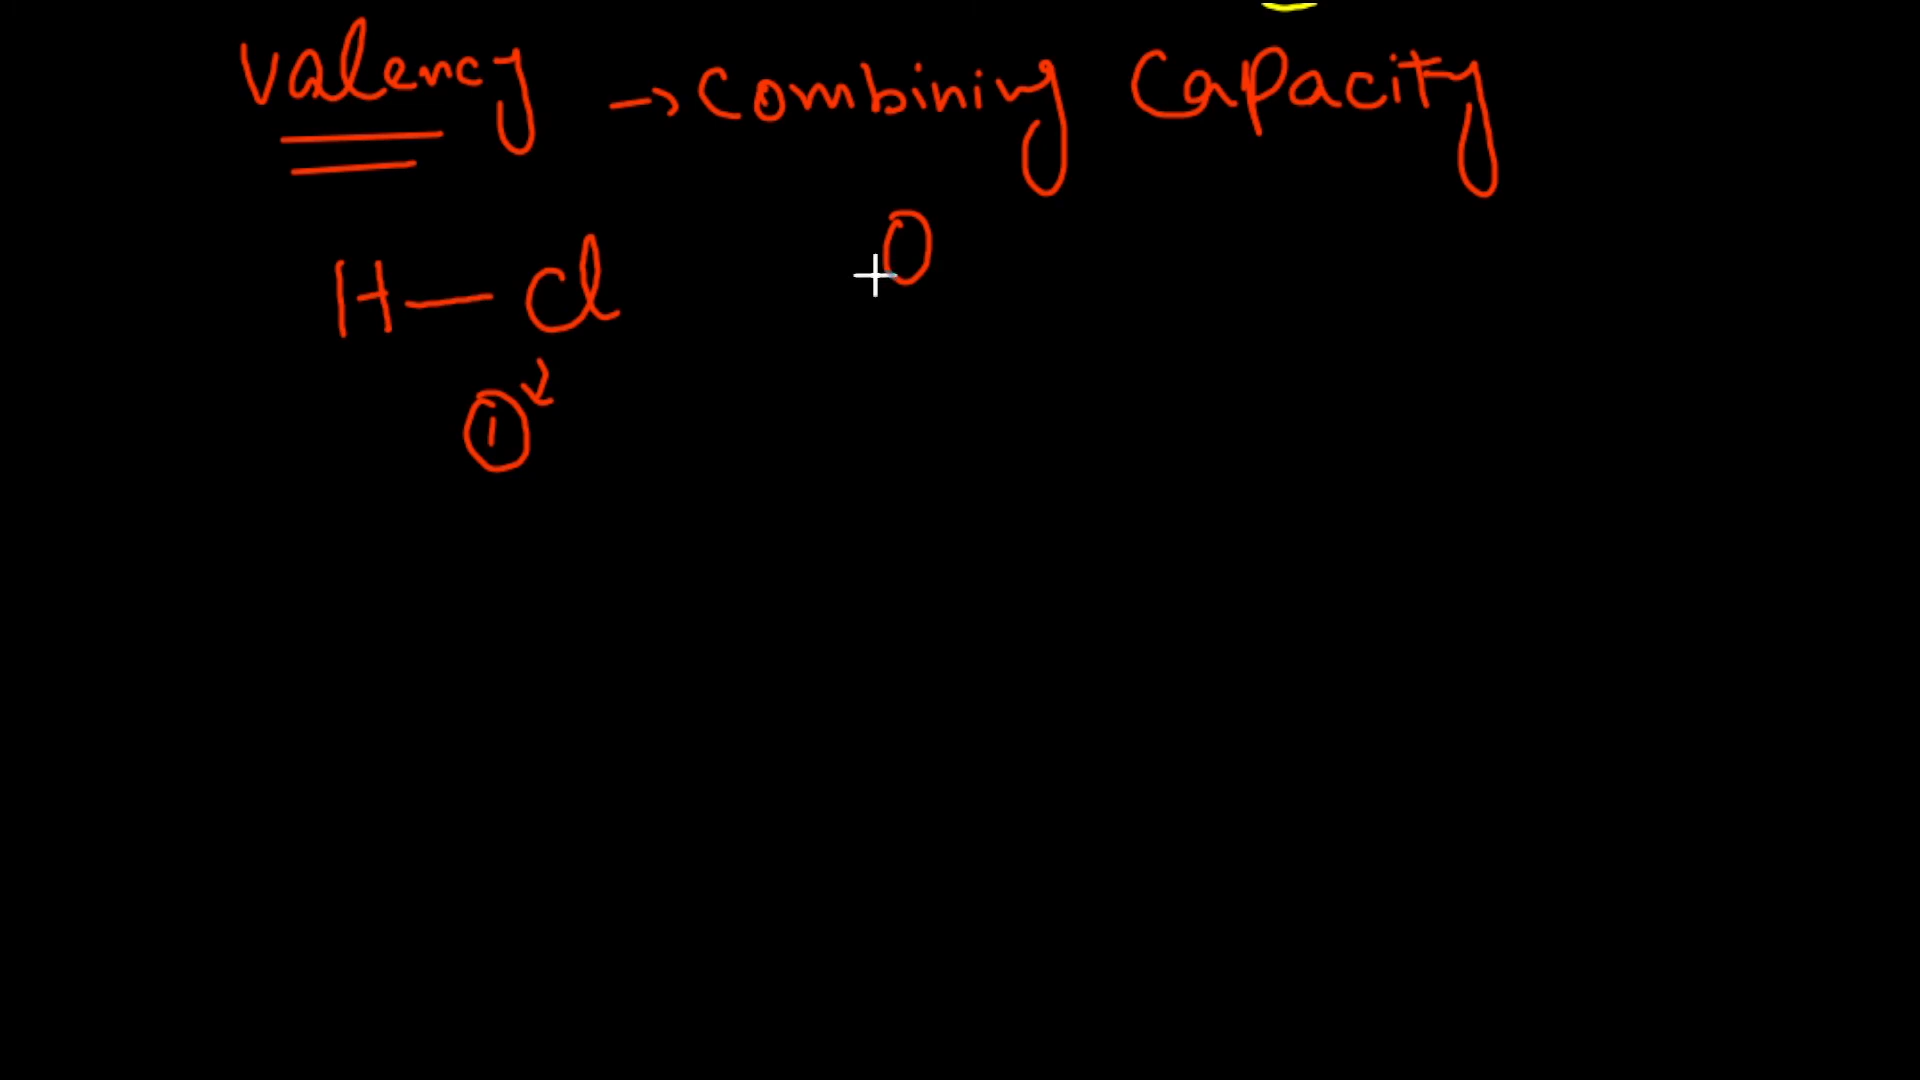 Valency → Combining Capacity
H — Cl
O
1